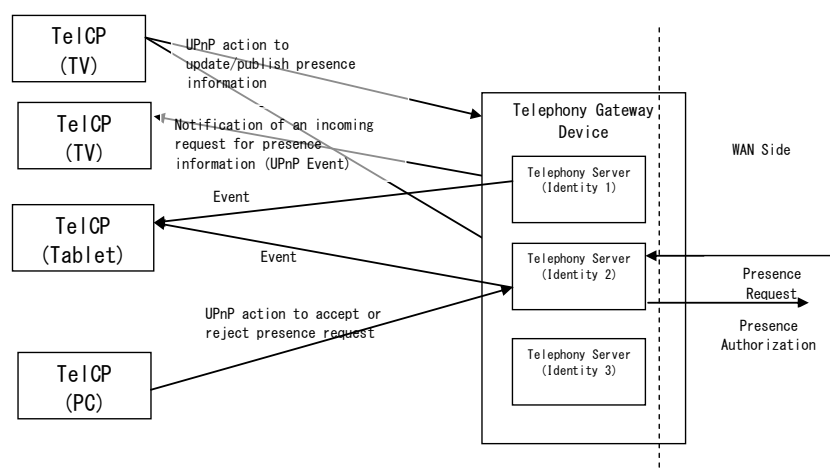 TelCP
(TV)
UPnP action to
update/publish presence
information
TelCP
(TV)
Notification of an incoming
request for presence
information (UPnP Event)
Telephony Gateway
Device
WAN Side
Telephony Server
(Identity 1)
Event
TelCP
(Tablet)
Event
Telephony Server
(Identity 2)
Presence
Request
UPnP action to accept or
reject presence request
Presence
Authorization
Telephony Server
(Identity 3)
TelCP
(PC)